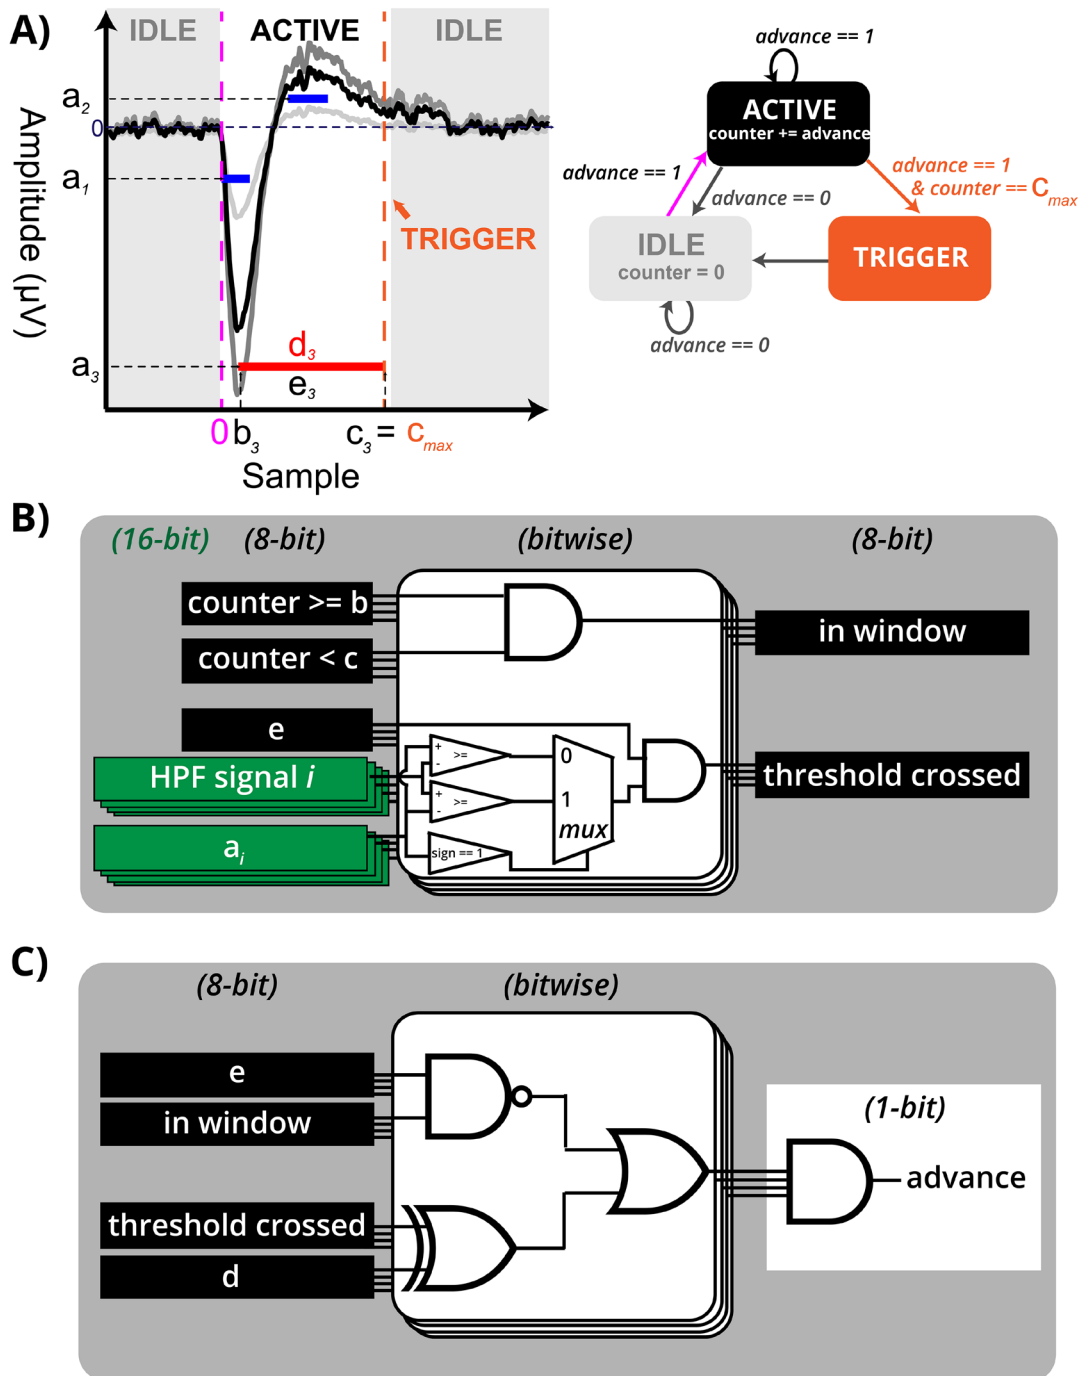 A)
IDLE ACTIVE IDLE
Amplitude (µV)
a2
0
a1
a3
TRIGGER
d3
e3
0 b3 c3 = cmax
Sample
advance == 1
ACTIVE
counter += advance
advance == 1
advance == 0
advance == 1
& counter == Cmax
IDLE
counter = 0
TRIGGER
advance == 0
B)
(16-bit) (8-bit) (bitwise) (8-bit)
counter >= b
counter < c
in window
e
HPF signal i
ai
+
-
>=
+
-
>=
sign == 1
0
1
mux
threshold crossed
C)
(8-bit) (bitwise)
e
in window
threshold crossed
d
(1-bit)
advance